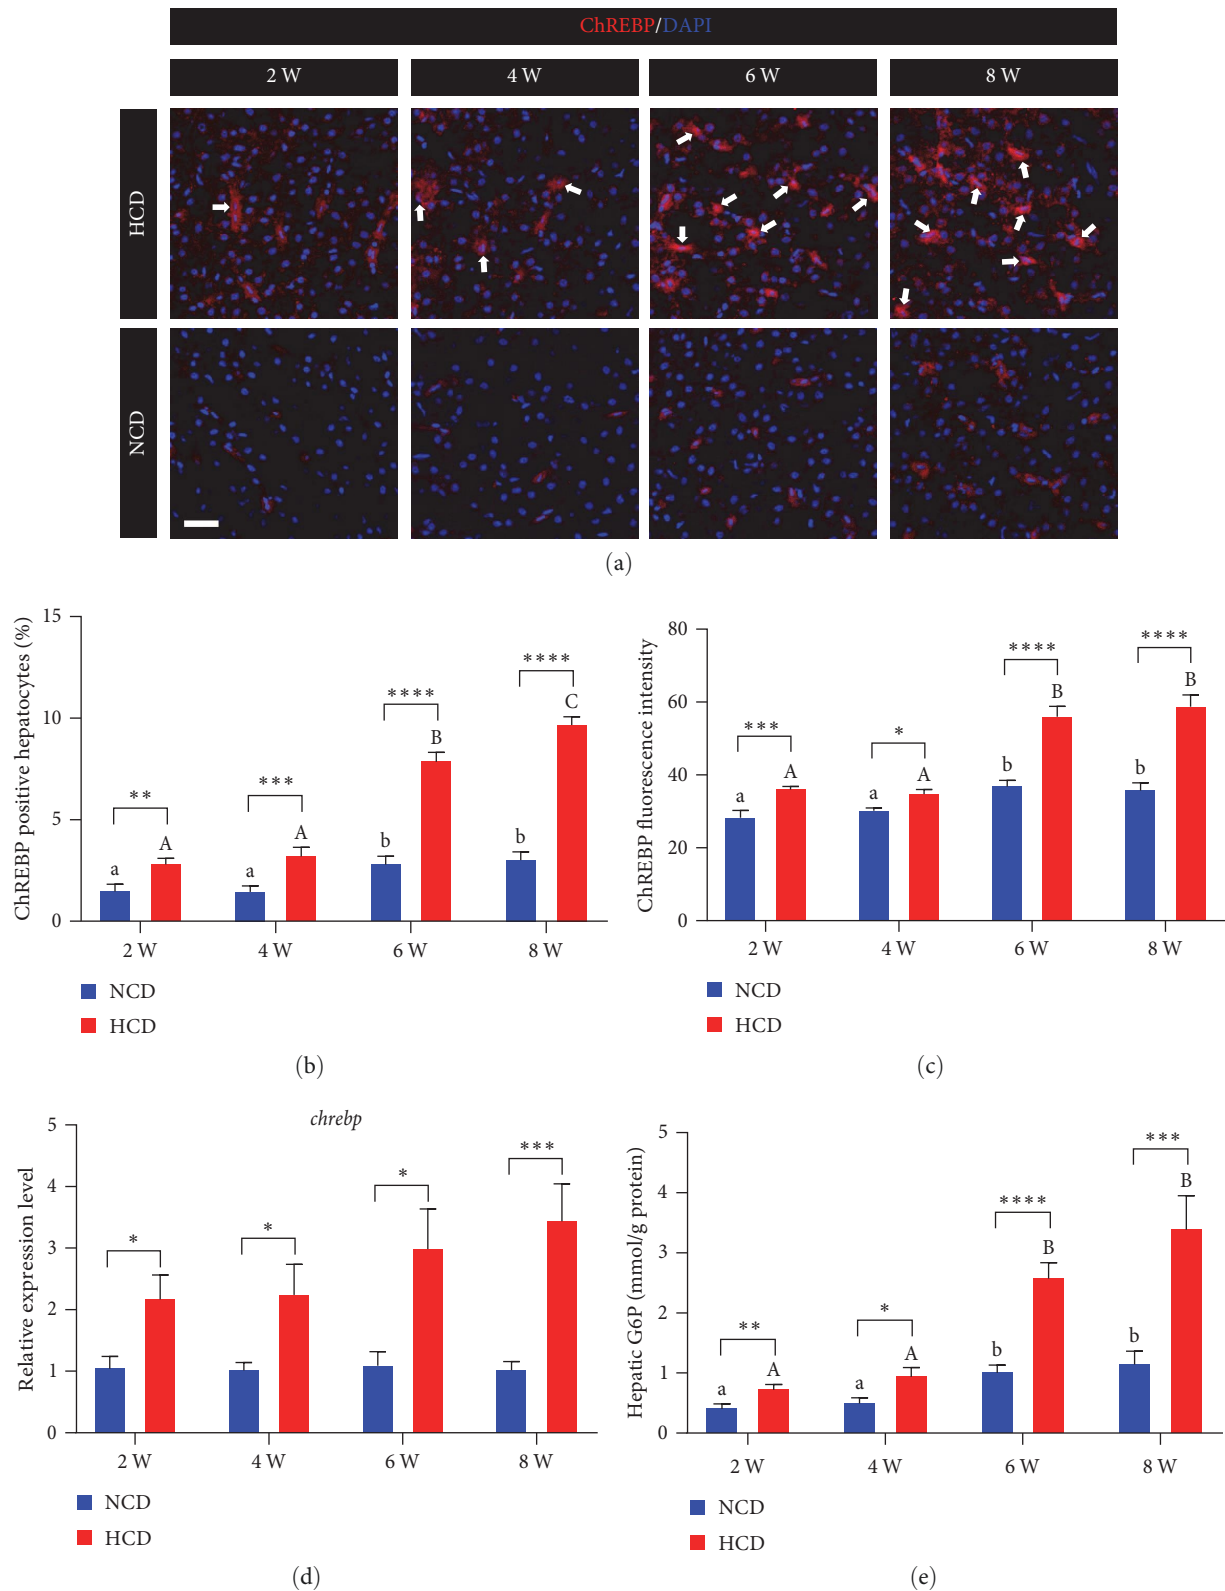 ChREBP/DAPI
2 W 4 W 6 W 8 W
HCD
NCD
(a)
ChREBP positive hepatocytes (%)
15
10
5
0
a A a A b B b C
** *** **** ****
2 W 4 W 6 W 8 W
NCD
HCD
(b)
ChREBP fluorescence intensity
80
60
40
20
0
a A a A b B b B
*** * **** ****
2 W 4 W 6 W 8 W
NCD
HCD
(c)
chrebp
Relative expression level
5
4
3
2
1
0
* * * ***
2 W 4 W 6 W 8 W
NCD
HCD
(d)
Hepatic G6P (mmol/g protein)
5
4
3
2
1
0
a A a A b B b B
** * **** ***
2 W 4 W 6 W 8 W
NCD
HCD
(e)